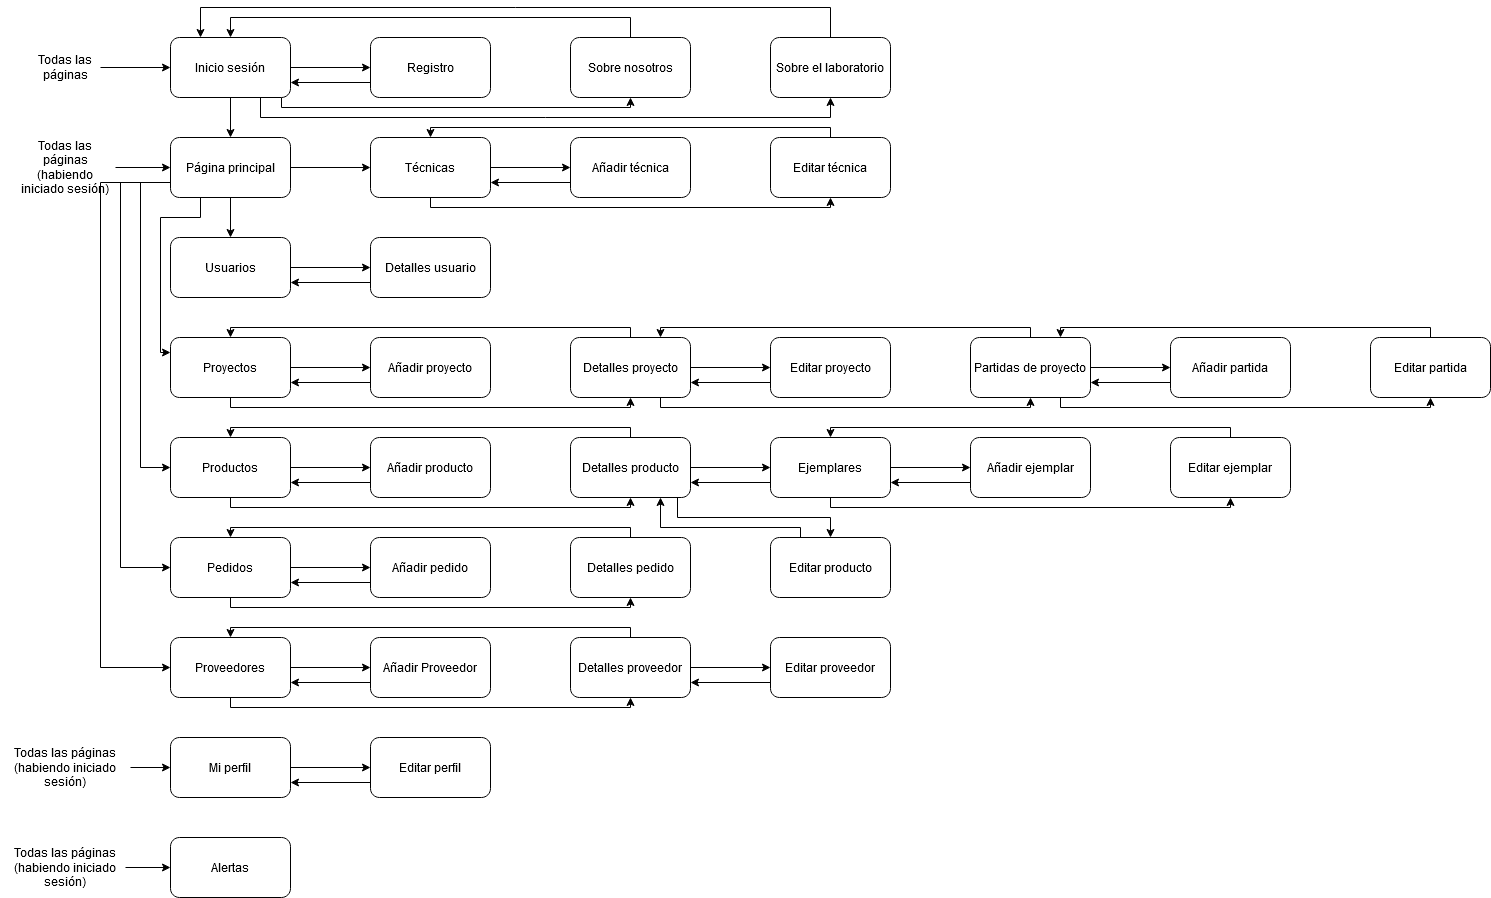 Todas las
páginas
Inicio sesión
Registro
Sobre nosotros
Sobre el laboratorio
Todas las
páginas
(habiendo
iniciado sesión)
Página principal
Técnicas
Añadir técnica
Editar técnica
Usuarios
Detalles usuario
Proyectos
Añadir proyecto
Detalles proyecto
Editar proyecto
Partidas de proyecto
Añadir partida
Editar partida
Productos
Añadir producto
Detalles producto
Ejemplares
Añadir ejemplar
Editar ejemplar
Pedidos
Añadir pedido
Detalles pedido
Editar producto
Proveedores
Añadir Proveedor
Detalles proveedor
Editar proveedor
Todas las páginas
(habiendo iniciado
sesión)
Mi perfil
Editar perfil
Todas las páginas
(habiendo iniciado
sesión)
Alertas